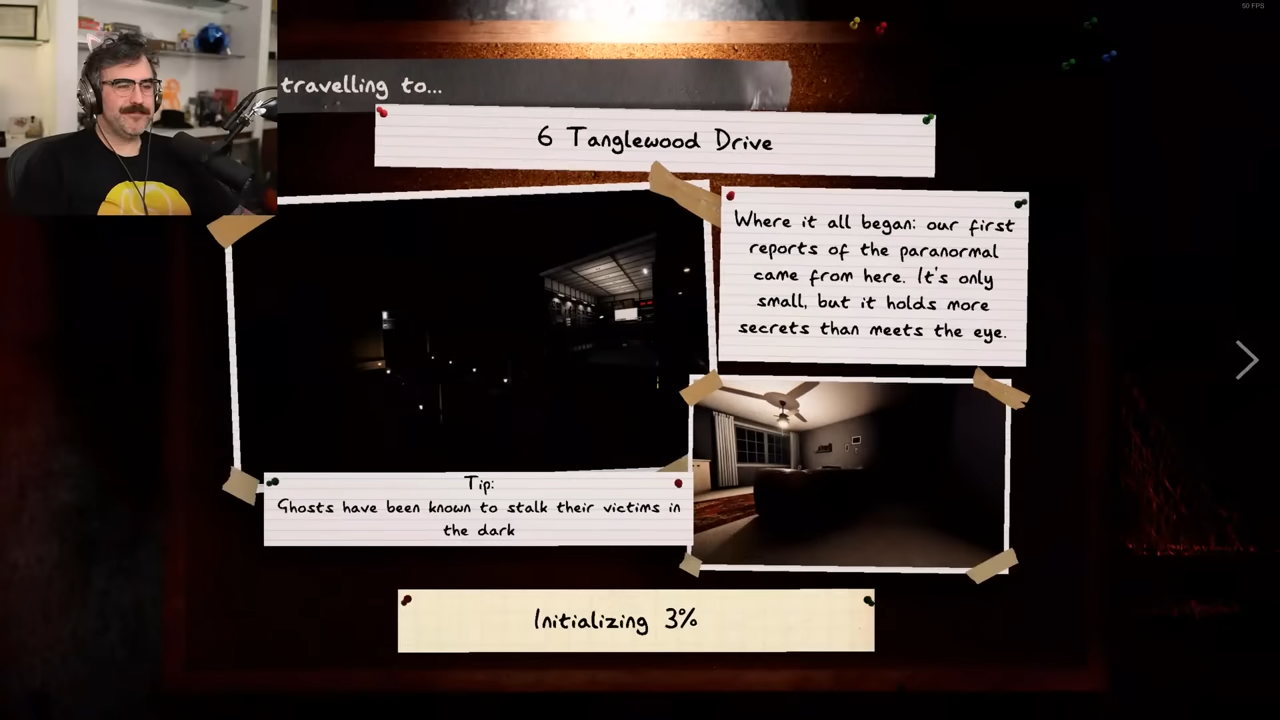 60 FPS
travelling to...
6 Tanglewood Drive
Where it all began: our first
reports of the paranormal
came from here. It's only
small, but it holds more
secrets than meets the eye.
Tip:
Ghosts have been known to stalk their victims in
the dark
Initializing 3%